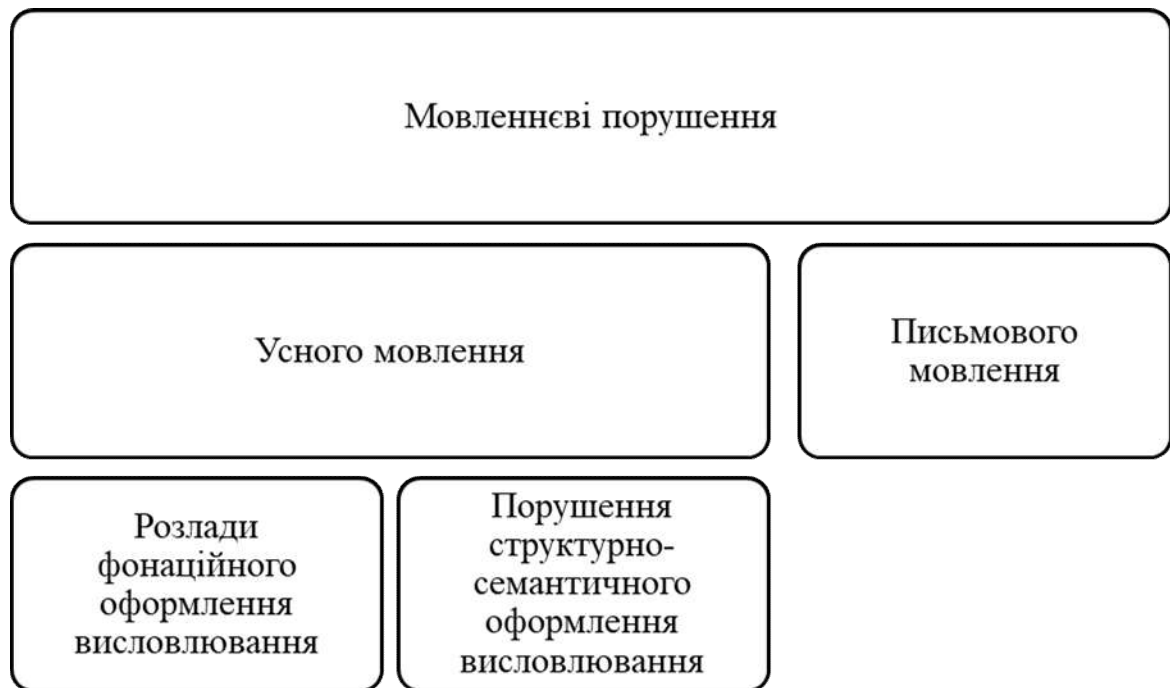 Мовленнєві порушення
Усного мовлення
Письмового
мовлення
Розлади
фонаційного
оформлення
висловлювання
Порушення
структурно-
семантичного
оформлення
висловлювання